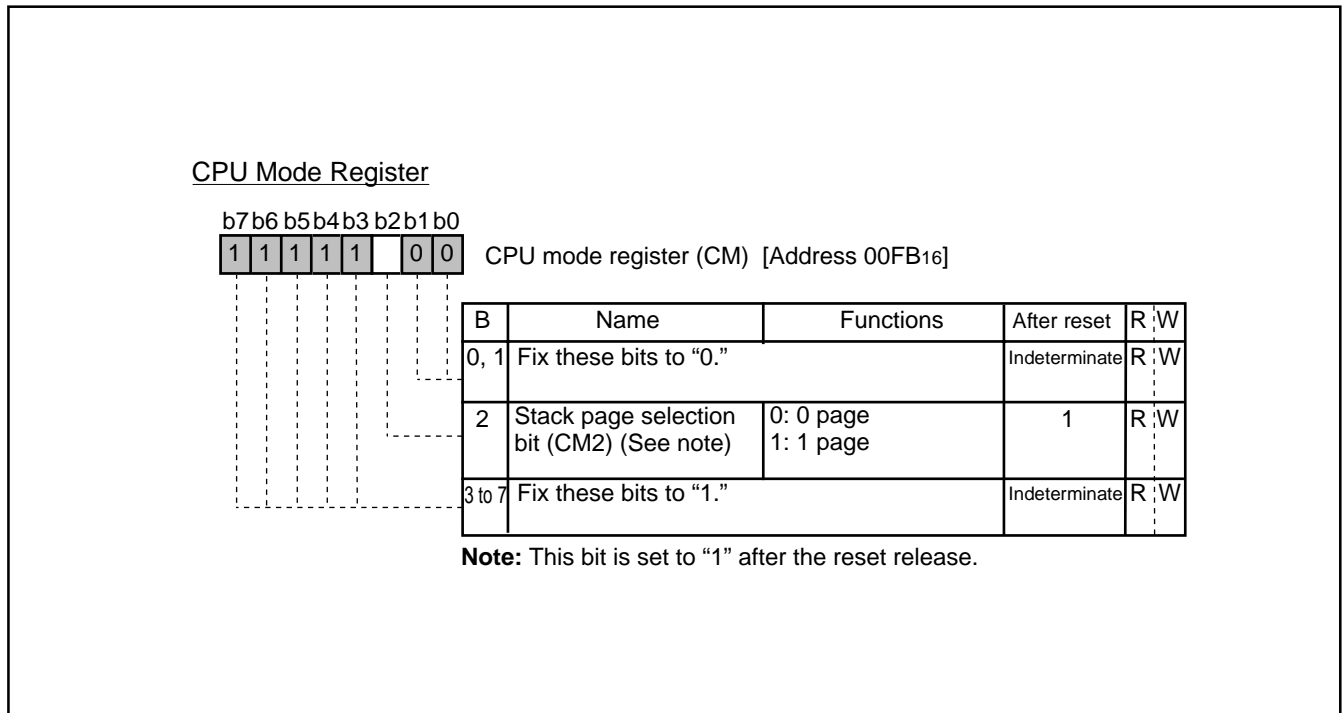 CPU Mode Register
b7 b6 b5 b4 b3 b2 b1 b0
1 1 1 1 1 0 0 CPU mode register (CM) [Address 00FB16]
B Name Functions After reset R W
0, 1 Fix these bits to “0.” Indeterminate R W
2 Stack page selection 0: 0 page 1 R W
bit (CM2) (See note) 1: 1 page
3 to 7 Fix these bits to “1.” Indeterminate R W
Note: This bit is set to “1” after the reset release.